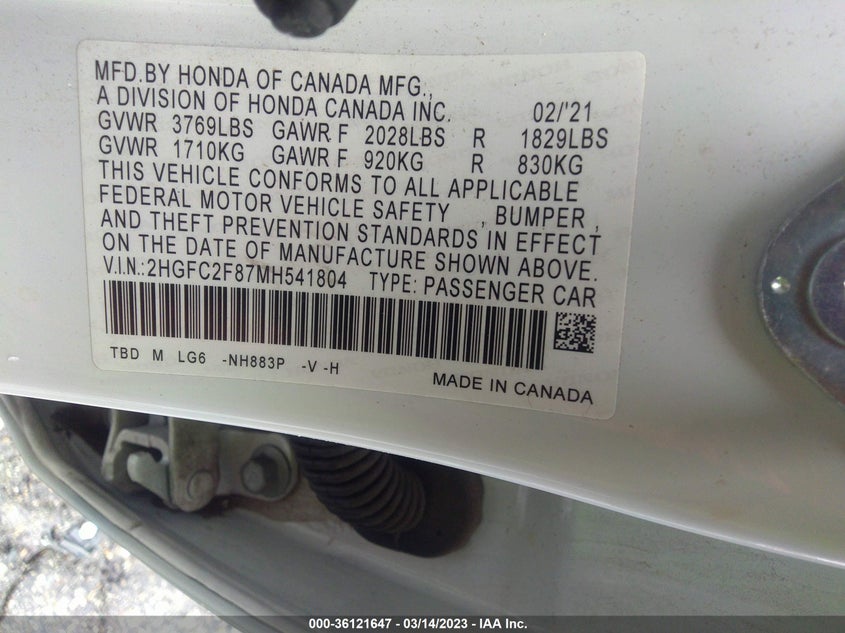 MFD.BY HONDA OF CANADA MFG.,
A DIVISION OF HONDA CANADA INC. 02/'21
GVWR 3769LBS GAWR F 2028LBS R 1829LBS
GVWR 1710KG GAWR F 920KG R 830KG
THIS VEHICLE CONFORMS TO ALL APPLICABLE
FEDERAL MOTOR VEHICLE SAFETY , BUMPER ,
AND THEFT PREVENTION STANDARDS IN EFFECT
ON THE DATE OF MANUFACTURE SHOWN ABOVE.
V.I.N.:2HGFC2F87MH541804 TYPE: PASSENGER CAR
TBD M LG6 -NH883P -V -H
MADE IN CANADA
000-36121647 - 03/14/2023 - IAA Inc.